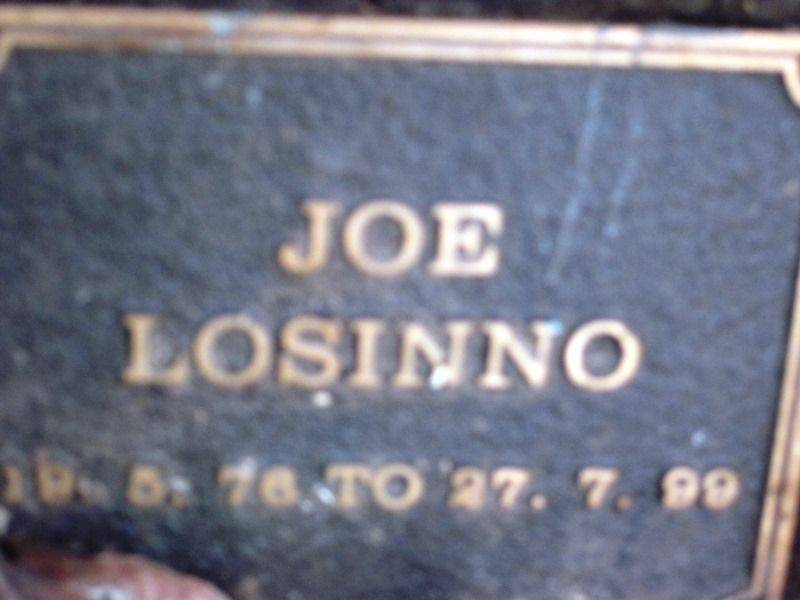 JOE
LOSINNO
19. 5. 76 TO 27. 7. 99